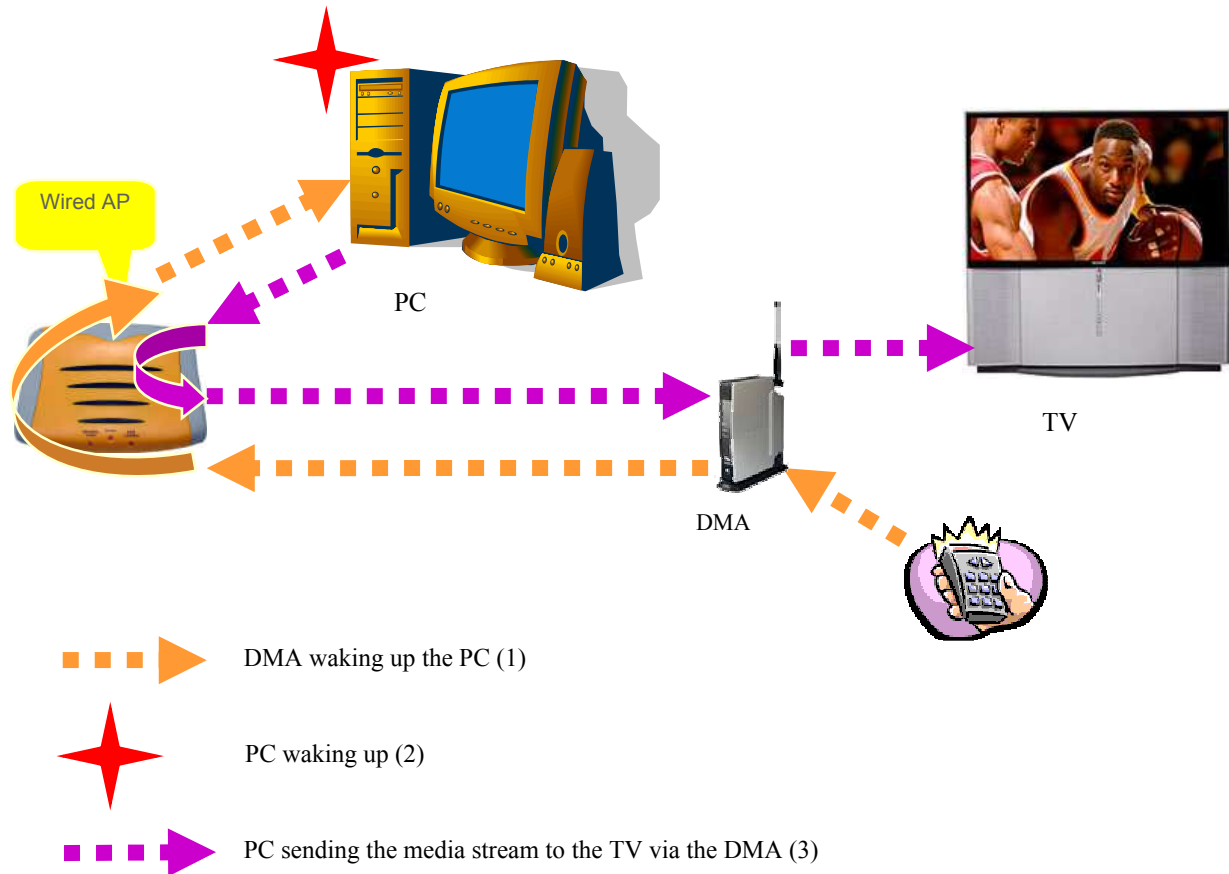 Wired AP
PC
TV
DMA
DMA waking up the PC (1)
PC waking up (2)
PC sending the media stream to the TV via the DMA (3)